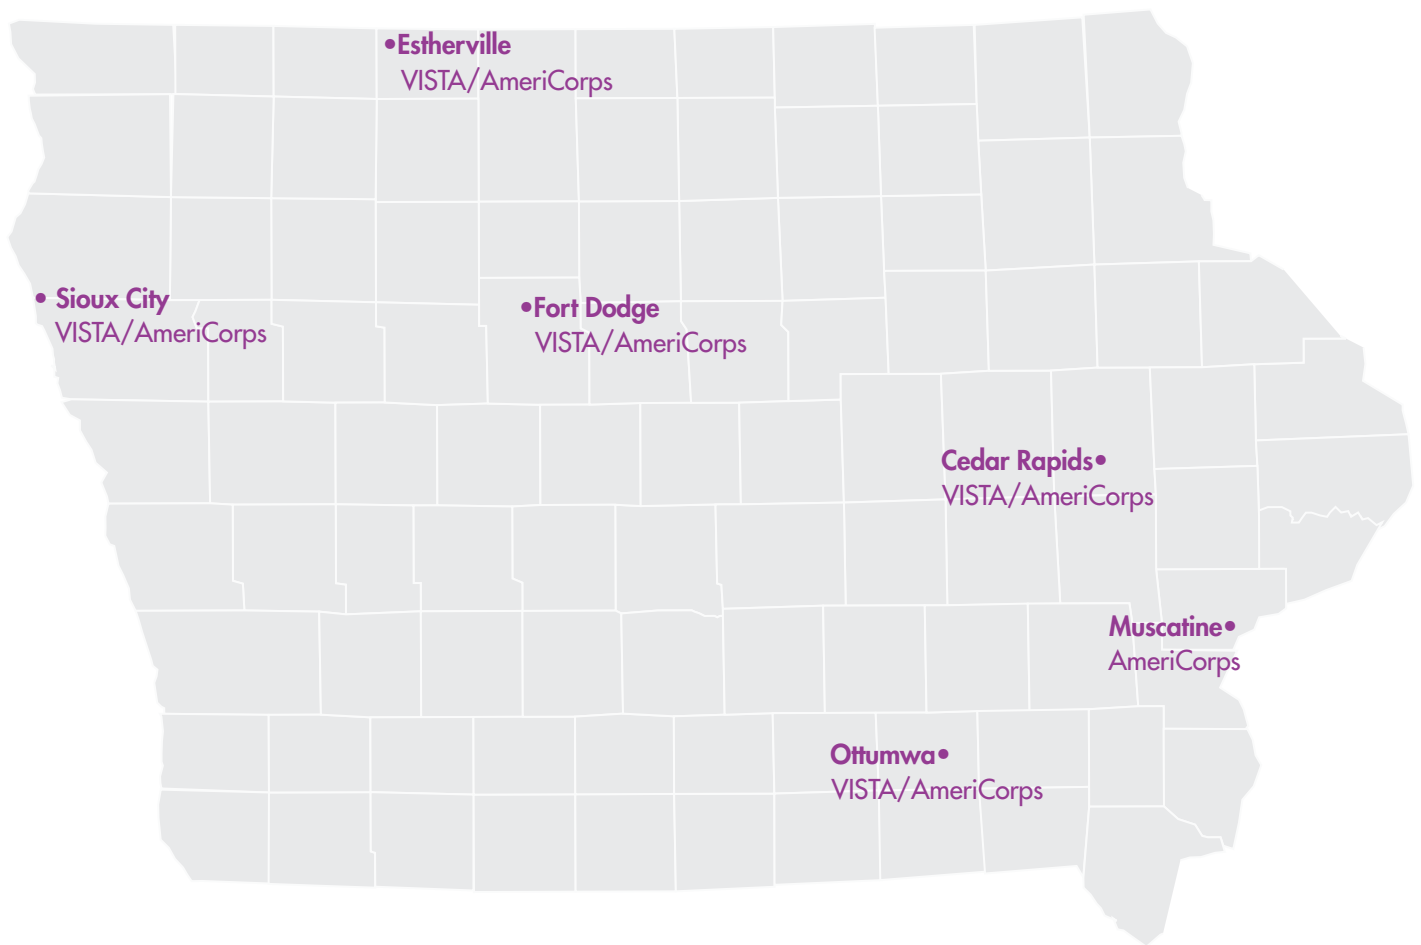 •Estherville
VISTA/AmeriCorps
• Sioux City
VISTA/AmeriCorps
•Fort Dodge
VISTA/AmeriCorps
Cedar Rapids•
VISTA/AmeriCorps
Muscatine•
AmeriCorps
Ottumwa•
VISTA/AmeriCorps